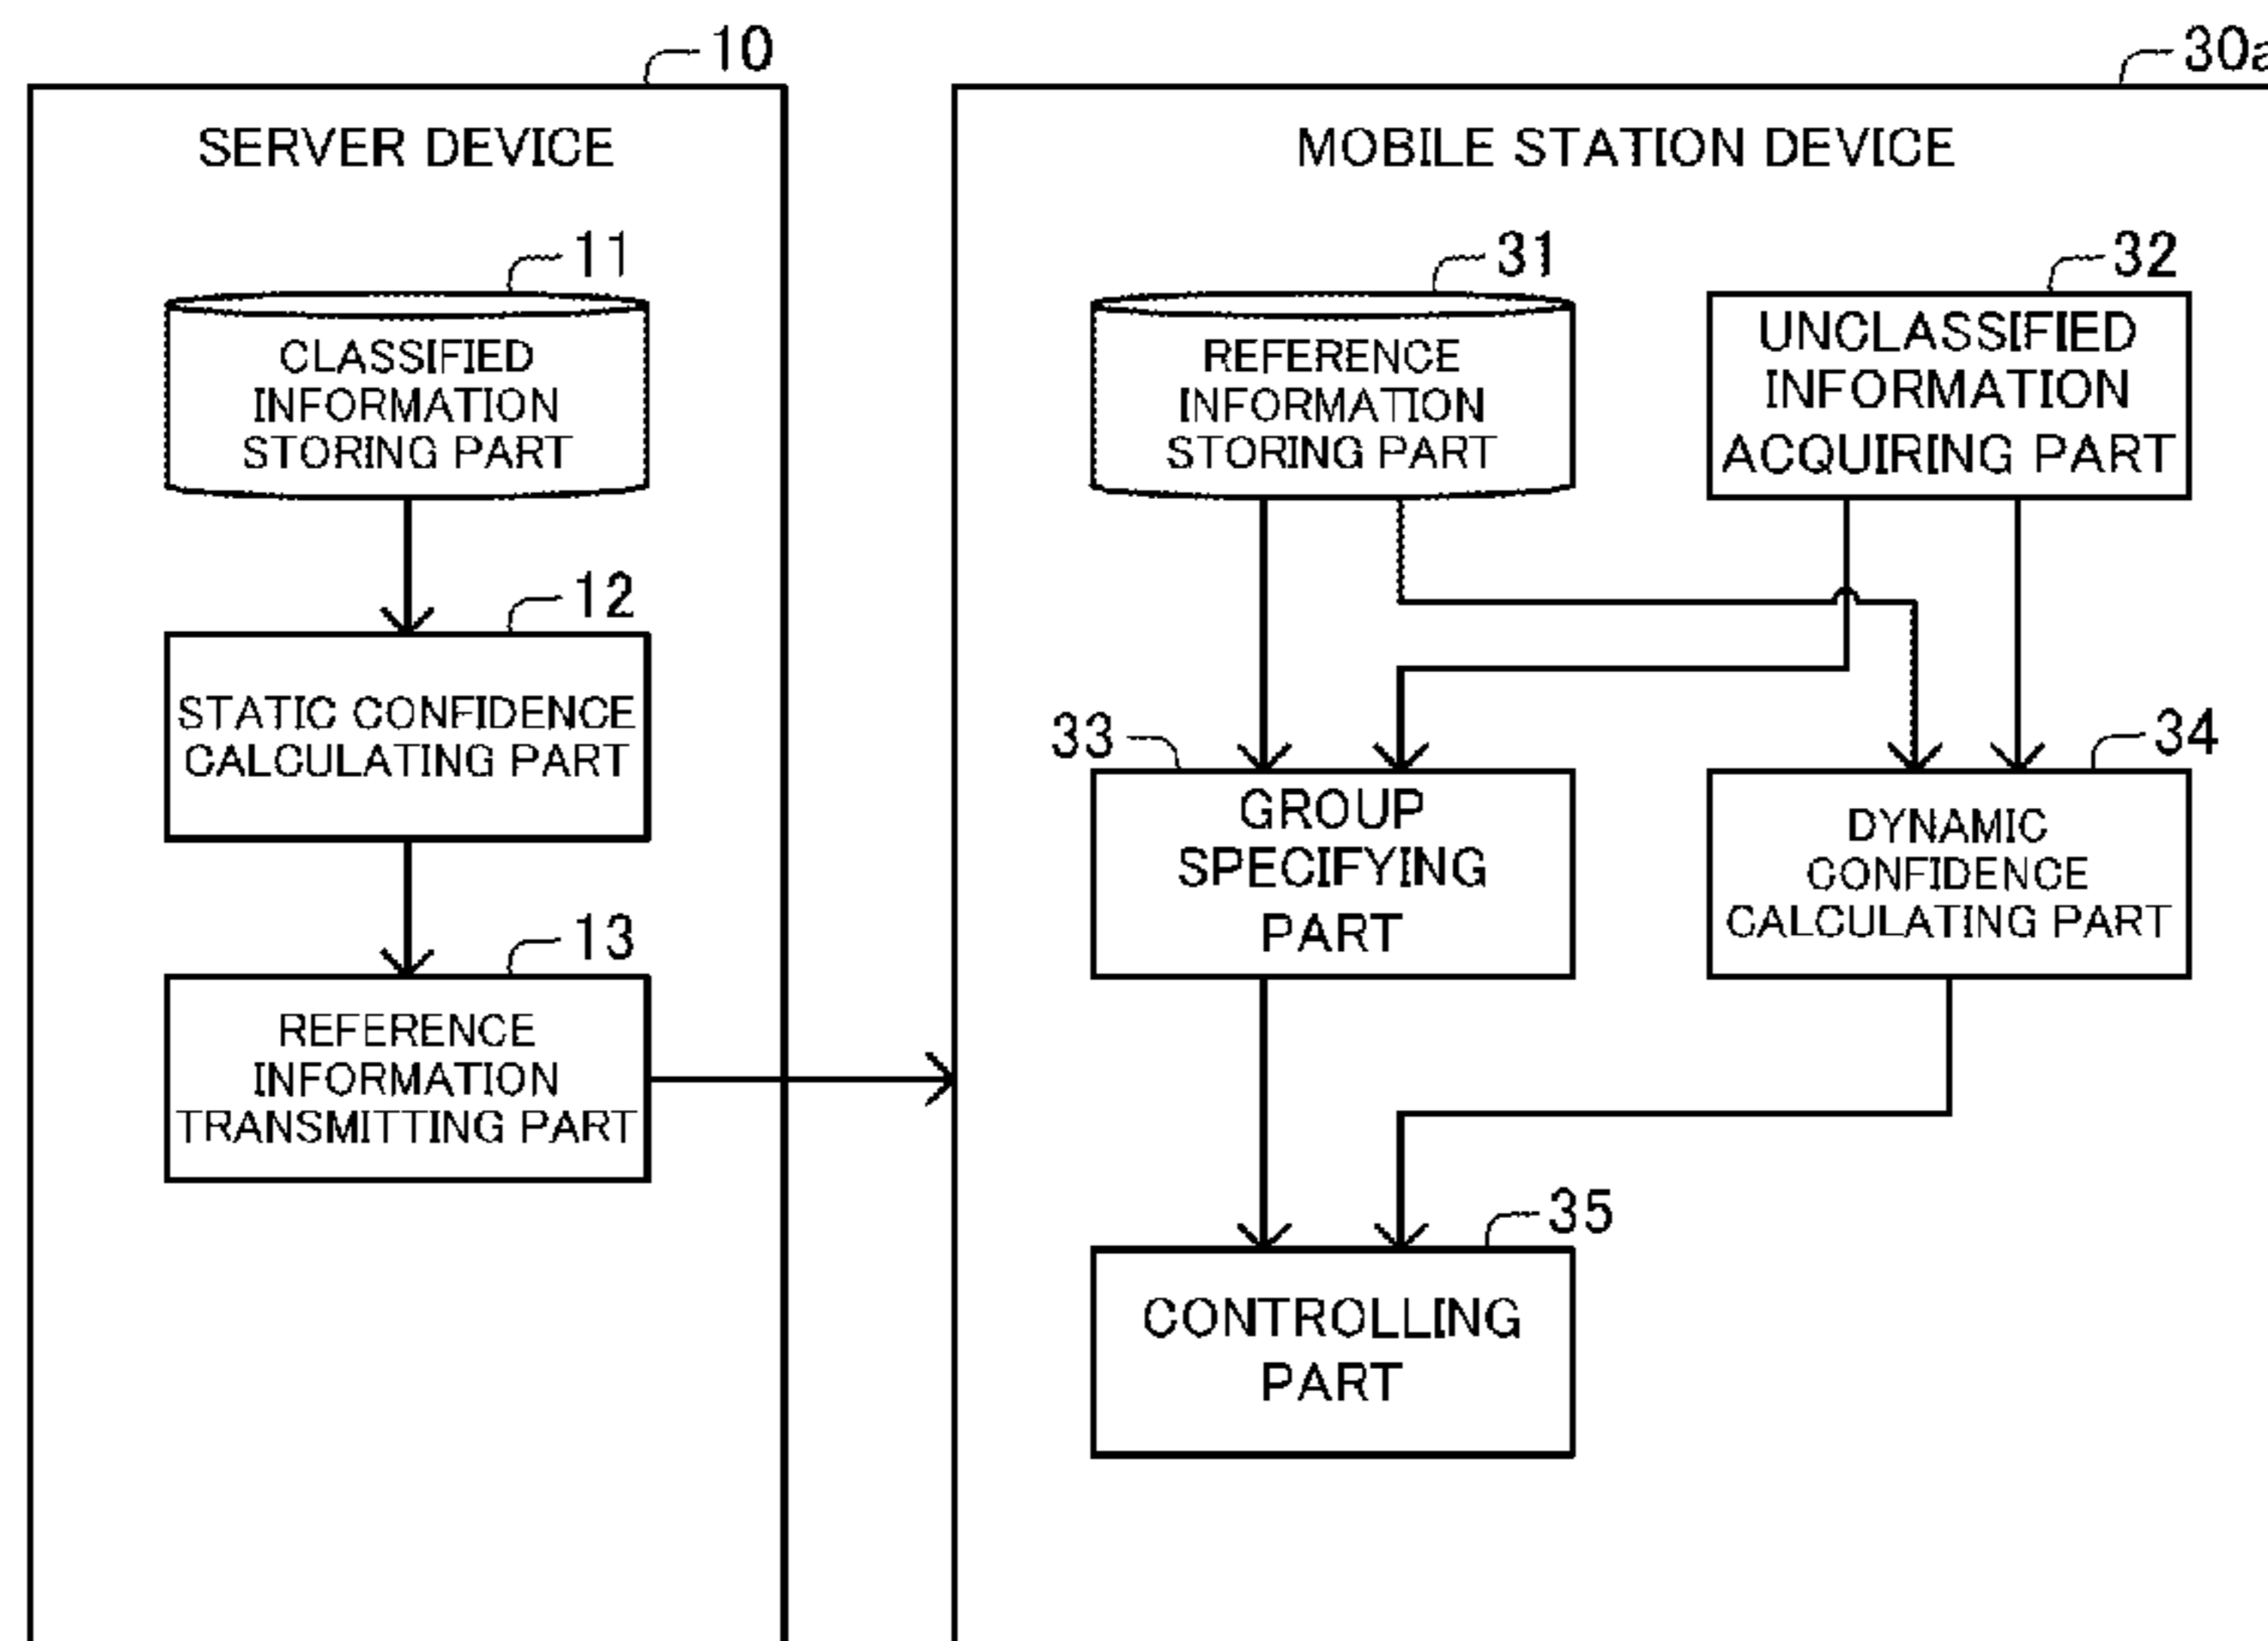 10
30a
SERVER DEVICE
MOBILE STATION DEVICE
11
CLASSIFIED
INFORMATION
STORING PART
31
REFERENCE
INFORMATION
STORING PART
32
UNCLASSIFIED
INFORMATION
ACQUIRING PART
12
STATIC CONFIDENCE
CALCULATING PART
33
GROUP
SPECIFYING
PART
34
DYNAMIC
CONFIDENCE
CALCULATING PART
13
REFERENCE
INFORMATION
TRANSMITTING PART
35
CONTROLLING
PART